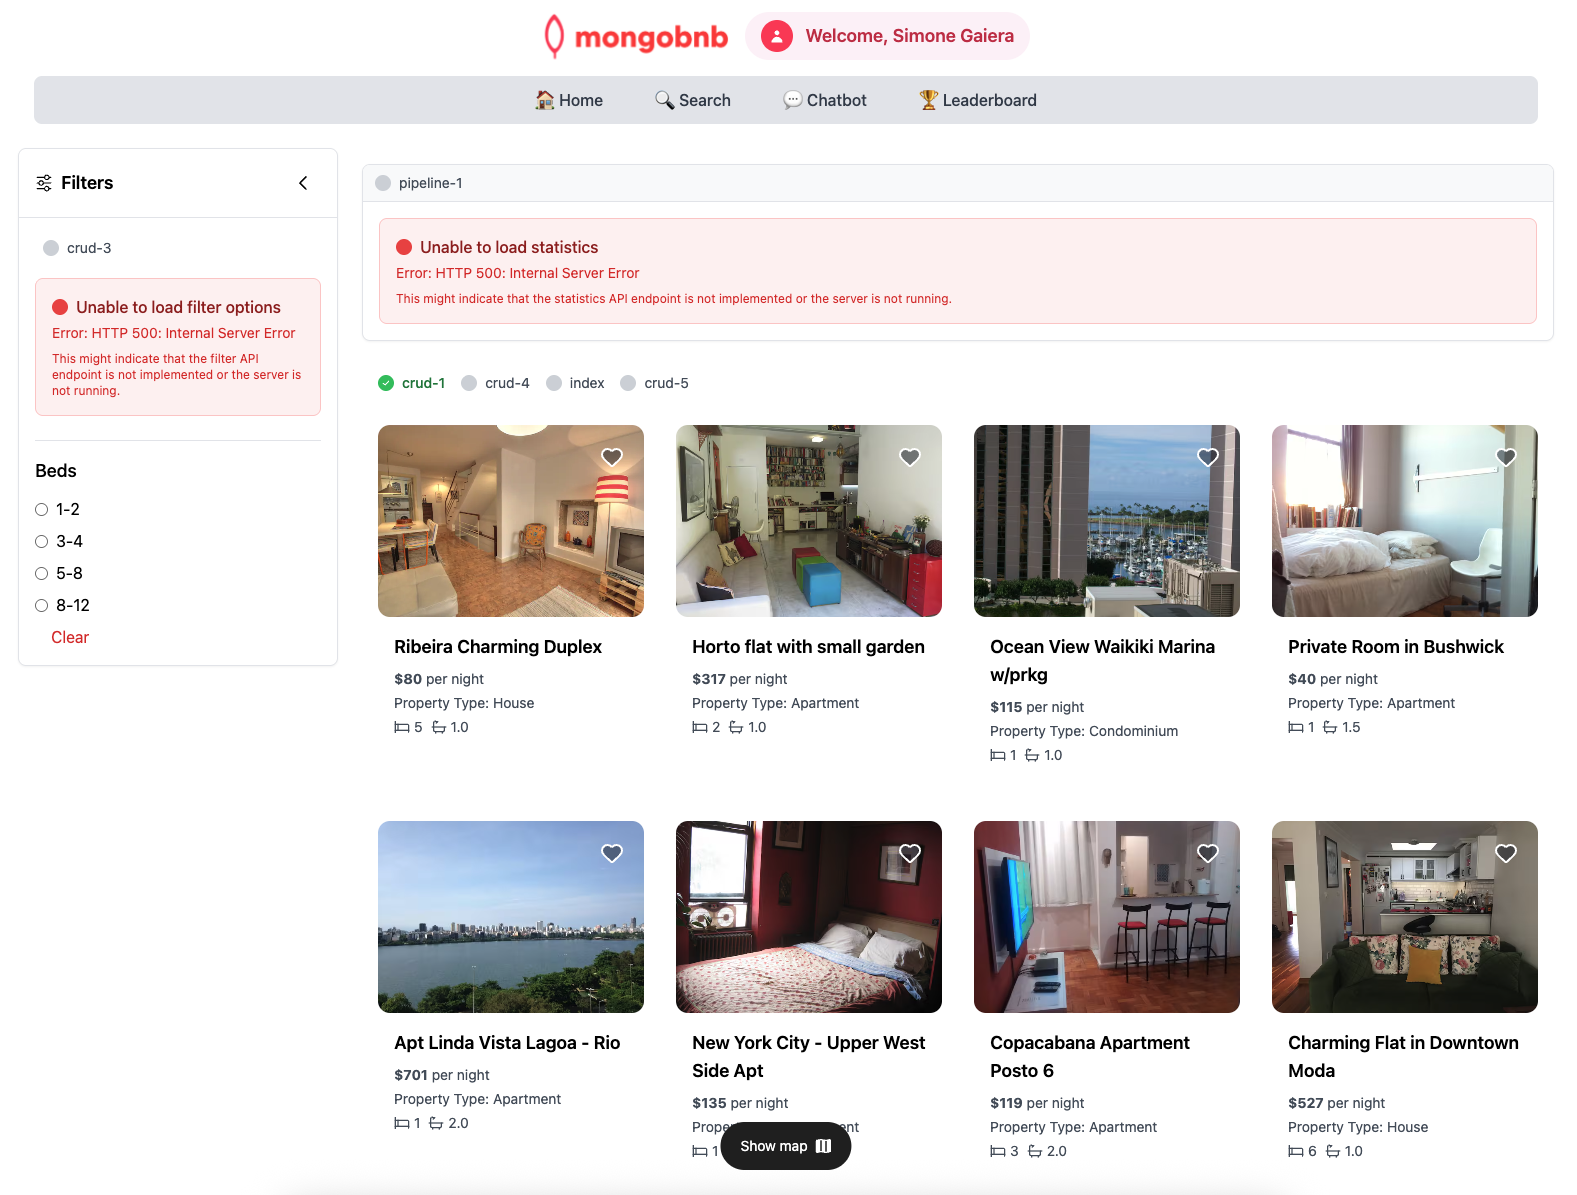 mongobnb
Welcome, Simone Gaiera
Home
Search
Chatbot
Leaderboard
Filters
crud-3
Unable to load filter options
Error: HTTP 500: Internal Server Error
This might indicate that the filter API
endpoint is not implemented or the server is
not running.
Beds
1-2
3-4
5-8
8-12
Clear
pipeline-1
Unable to load statistics
Error: HTTP 500: Internal Server Error
This might indicate that the statistics API endpoint is not implemented or the server is not running.
crud-1
crud-4
index
crud-5
Ribeira Charming Duplex
$80 per night
Property Type: House
5 1.0
Horto flat with small garden
$317 per night
Property Type: Apartment
2 1.0
Ocean View Waikiki Marina
w/prkg
$115 per night
Property Type: Condominium
1 1.0
Private Room in Bushwick
$40 per night
Property Type: Apartment
1 1.5
Apt Linda Vista Lagoa - Rio
$701 per night
Property Type: Apartment
1 2.0
New York City - Upper West
Side Apt
$135 per night
1
Copacabana Apartment
Posto 6
$119 per night
Property Type: Apartment
3 2.0
Charming Flat in Downtown
Moda
$527 per night
Property Type: House
6 1.0
Show map